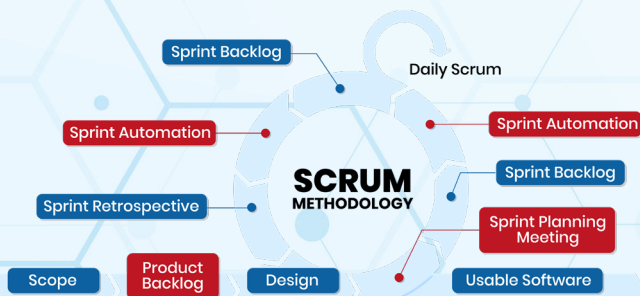 Sprint Backlog
Daily Scrum
Sprint Automation
Sprint Automation
SCRUM
METHODOLOGY
Sprint Backlog
Sprint Retrospective
Sprint Planning
Meeting
Scope
Product
Backlog
Design
Usable Software